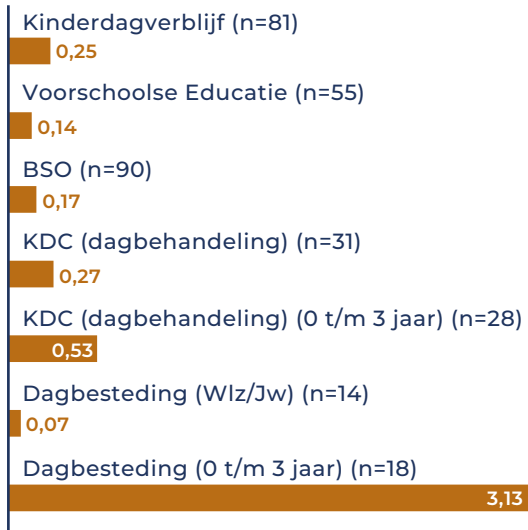 Kinderdagverblijf (n=81)
0,25
Voorschoolse Educatie (n=55)
0,14
BSO (n=90)
0,17
KDC (dagbehandeling) (n=31)
0,27
KDC (dagbehandeling) (0 t/m 3 jaar) (n=28)
0,53
Dagbesteding (Wlz/Jw) (n=14)
0,07
Dagbesteding (0 t/m 3 jaar) (n=18)
3,13